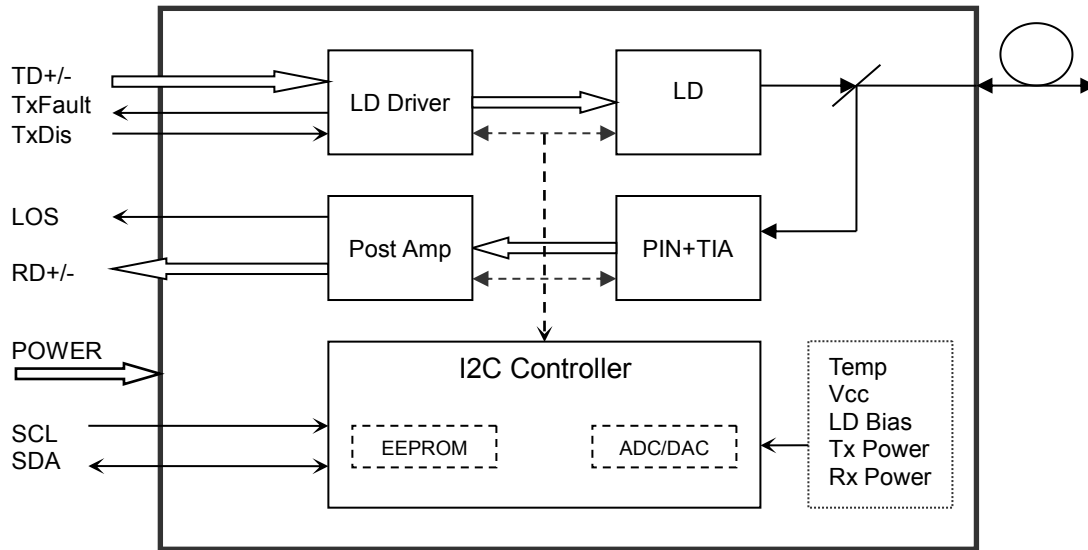 TD+/-
TxFault
TxDis
LD Driver
LD
LOS
RD+/-
Post Amp
PIN+TIA
POWER
SCL
SDA
I2C Controller
EEPROM
ADC/DAC
Temp
Vcc
LD Bias
Tx Power
Rx Power